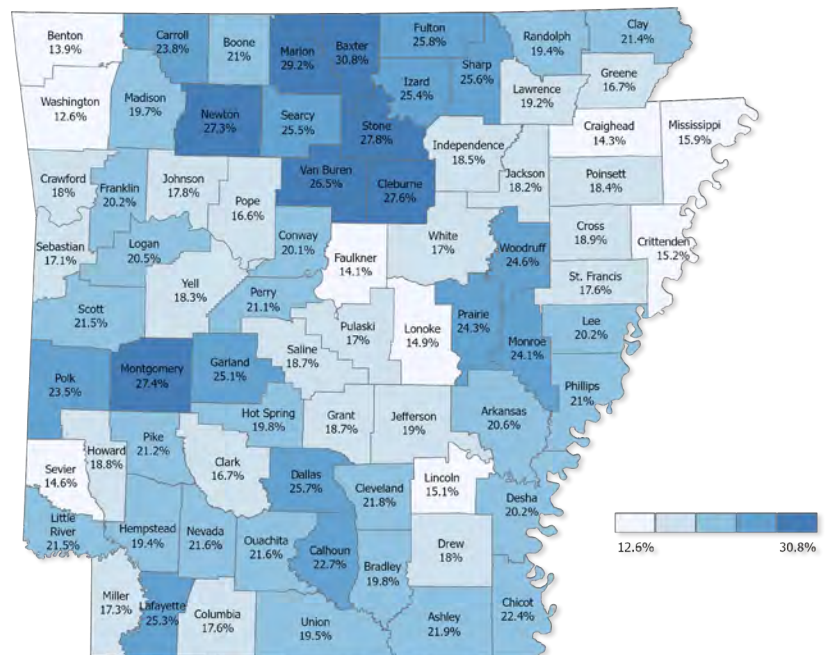 Benton
13.9%
Carroll
23.8%
Boone
21%
Marion
29.2%
Baxter
30.8%
Fulton
25.8%
Randolph
19.4%
Clay
21.4%
Washington
12.6%
Madison
19.7%
Newton
27.3%
Searcy
25.5%
Izard
25.4%
Sharp
25.6%
Lawrence
19.2%
Greene
16.7%
Stone
27.8%
Independence
18.5%
Craighead
14.3%
Mississippi
15.9%
Crawford
18%
Franklin
20.2%
Johnson
17.8%
Pope
16.6%
Van Buren
26.5%
Cleburne
27.6%
Jackson
18.2%
Poinsett
18.4%
Sebastian
17.1%
Logan
20.5%
Conway
20.1%
Faulkner
14.1%
White
17%
Woodruff
24.6%
Cross
18.9%
Crittenden
15.2%
St. Francis
17.6%
Scott
21.5%
Yell
18.3%
Perry
21.1%
Pulaski
17%
Lonoke
14.9%
Prairie
24.3%
Monroe
24.1%
Lee
20.2%
Polk
23.5%
Montgomery
27.4%
Garland
25.1%
Saline
18.7%
Phillips
21%
Hot Spring
19.8%
Grant
18.7%
Jefferson
19%
Arkansas
20.6%
Sevier
14.6%
Howard
18.8%
Pike
21.2%
Clark
16.7%
Dallas
25.7%
Cleveland
21.8%
Lincoln
15.1%
Desha
20.2%
Little
River
21.5%
Hempstead
19.4%
Nevada
21.6%
Ouachita
21.6%
Calhoun
22.7%
Bradley
19.8%
Drew
18%
Miller
17.3%
Lafayette
25.3%
Columbia
17.6%
Union
19.5%
Ashley
21.9%
Chicot
22.4%
12.6%
30.8%